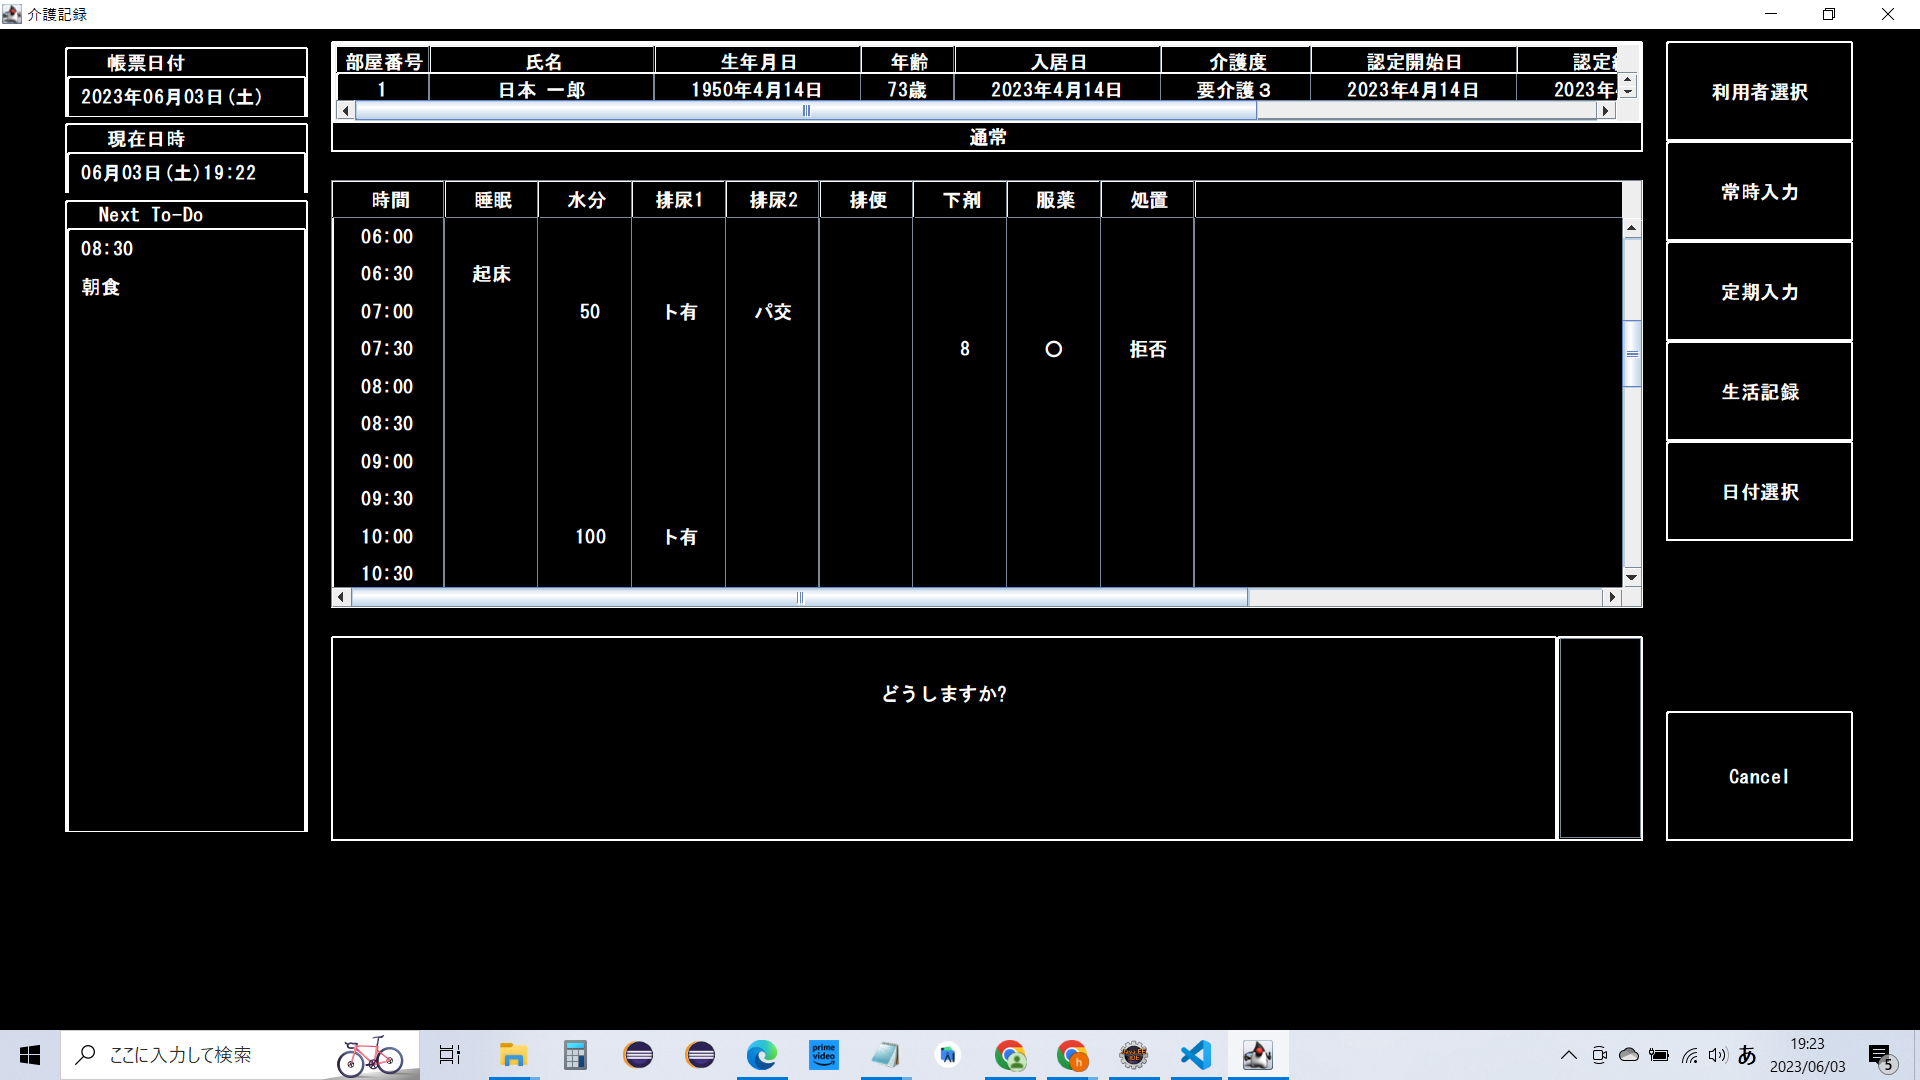 介護記録
帳票日付
2023年06月03日(土)
現在日時
06月03日(土)19:22
Next To-Do
08:30
朝食
部屋番号 氏名 生年月日 年齢 入居日 介護度 認定開始日 認定
1 日本 一郎 1950年4月14日 73歳 2023年4月14日 要介護３ 2023年4月14日 2023年
通常
時間 睡眠 水分 排尿1 排尿2 排便 下剤 服薬 処置
06:00
06:30 起床
07:00 50 ト有 パ交
07:30 8 〇 拒否
08:00
08:30
09:00
09:30
10:00 100 ト有
10:30
どうしますか?
利用者選択
常時入力
定期入力
生活記録
日付選択
Cancel
ここに入力して検索
prime video
あ
19:23
2023/06/03
5